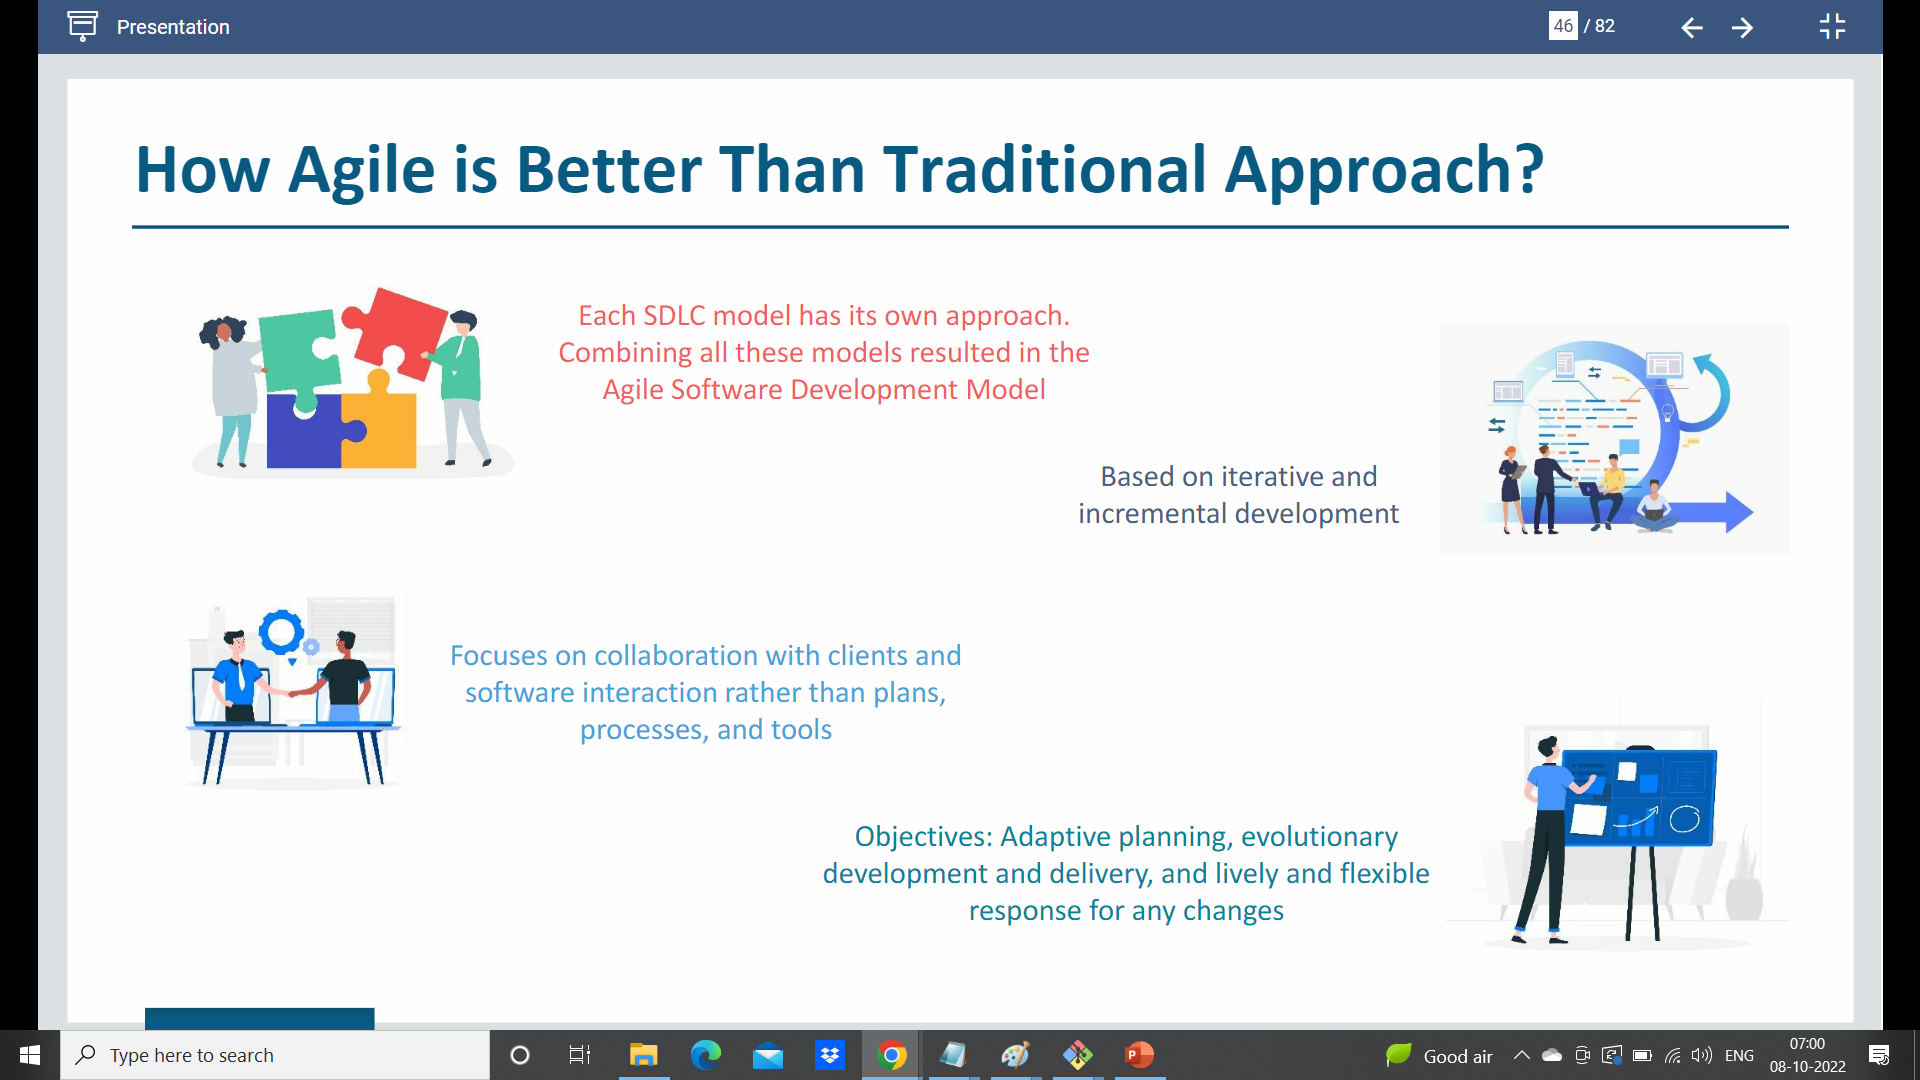 Presentation
46 / 82
How Agile is Better Than Traditional Approach?
Each SDLC model has its own approach.
Combining all these models resulted in the
Agile Software Development Model
Based on iterative and
incremental development
Focuses on collaboration with clients and
software interaction rather than plans,
processes, and tools
Objectives: Adaptive planning, evolutionary
development and delivery, and lively and flexible
response for any changes
Type here to search
P
Good air
ENG
07:00
08-10-2022